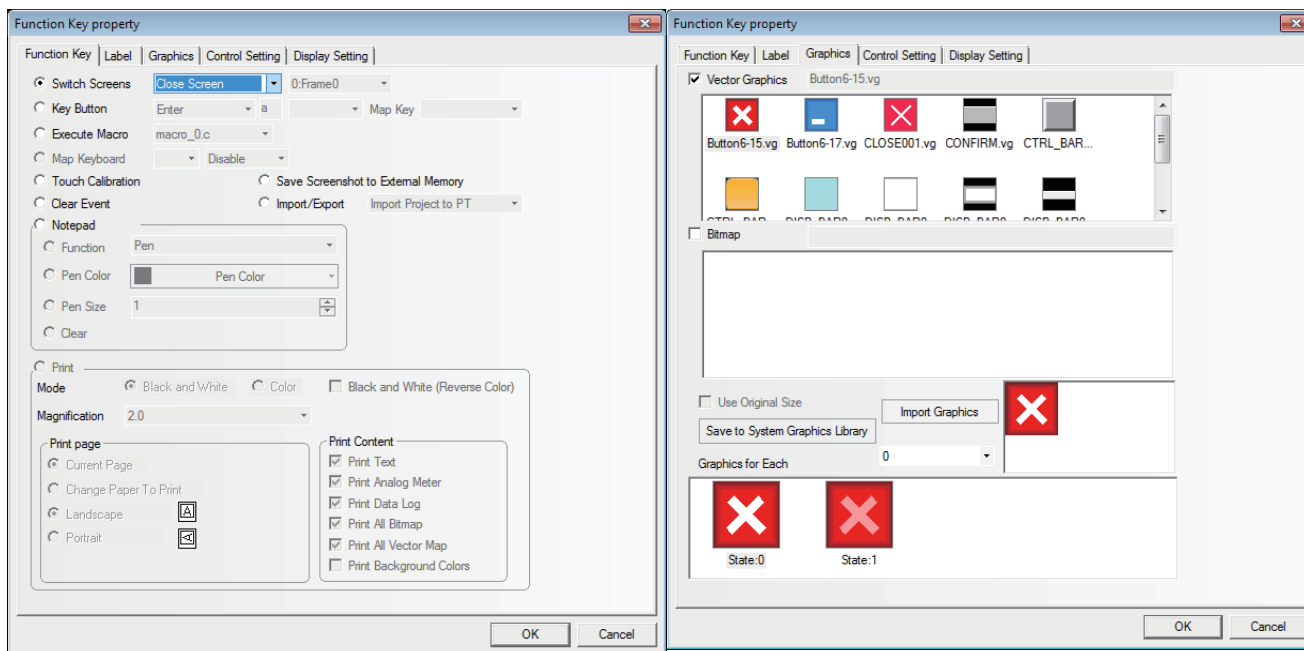 Function Key property
Function Key Label Graphics Control Setting Display Setting
Switch Screens Close Screen 0:Frame0
Key Button Enter a Map Key
Execute Macro macro_0.c
Map Keyboard Disable
Touch Calibration Save Screenshot to External Memory
Clear Event Import/Export Import Project to PT
Notepad
Function Pen
Pen Color Pen Color
Pen Size 1
Clear
Print
Mode Black and White Color Black and White (Reverse Color)
Magnification 2.0
Print page
Current Page
Change Paper To Print
Landscape A
Portrait A
Print Content
Print Text
Print Analog Meter
Print Data Log
Print All Bitmap
Print All Vector Map
Print Background Colors
OK Cancel
Function Key property
Function Key Label Graphics Control Setting Display Setting
Vector Graphics Button6-15.vg
Button6-15.vg Button6-17.vg CLOSE001.vg CONFIRM.vg CTRL_BAR...
Bitmap
Use Original Size
Import Graphics
Save to System Graphics Library
Graphics for Each 0
State:0 State:1
OK Cancel